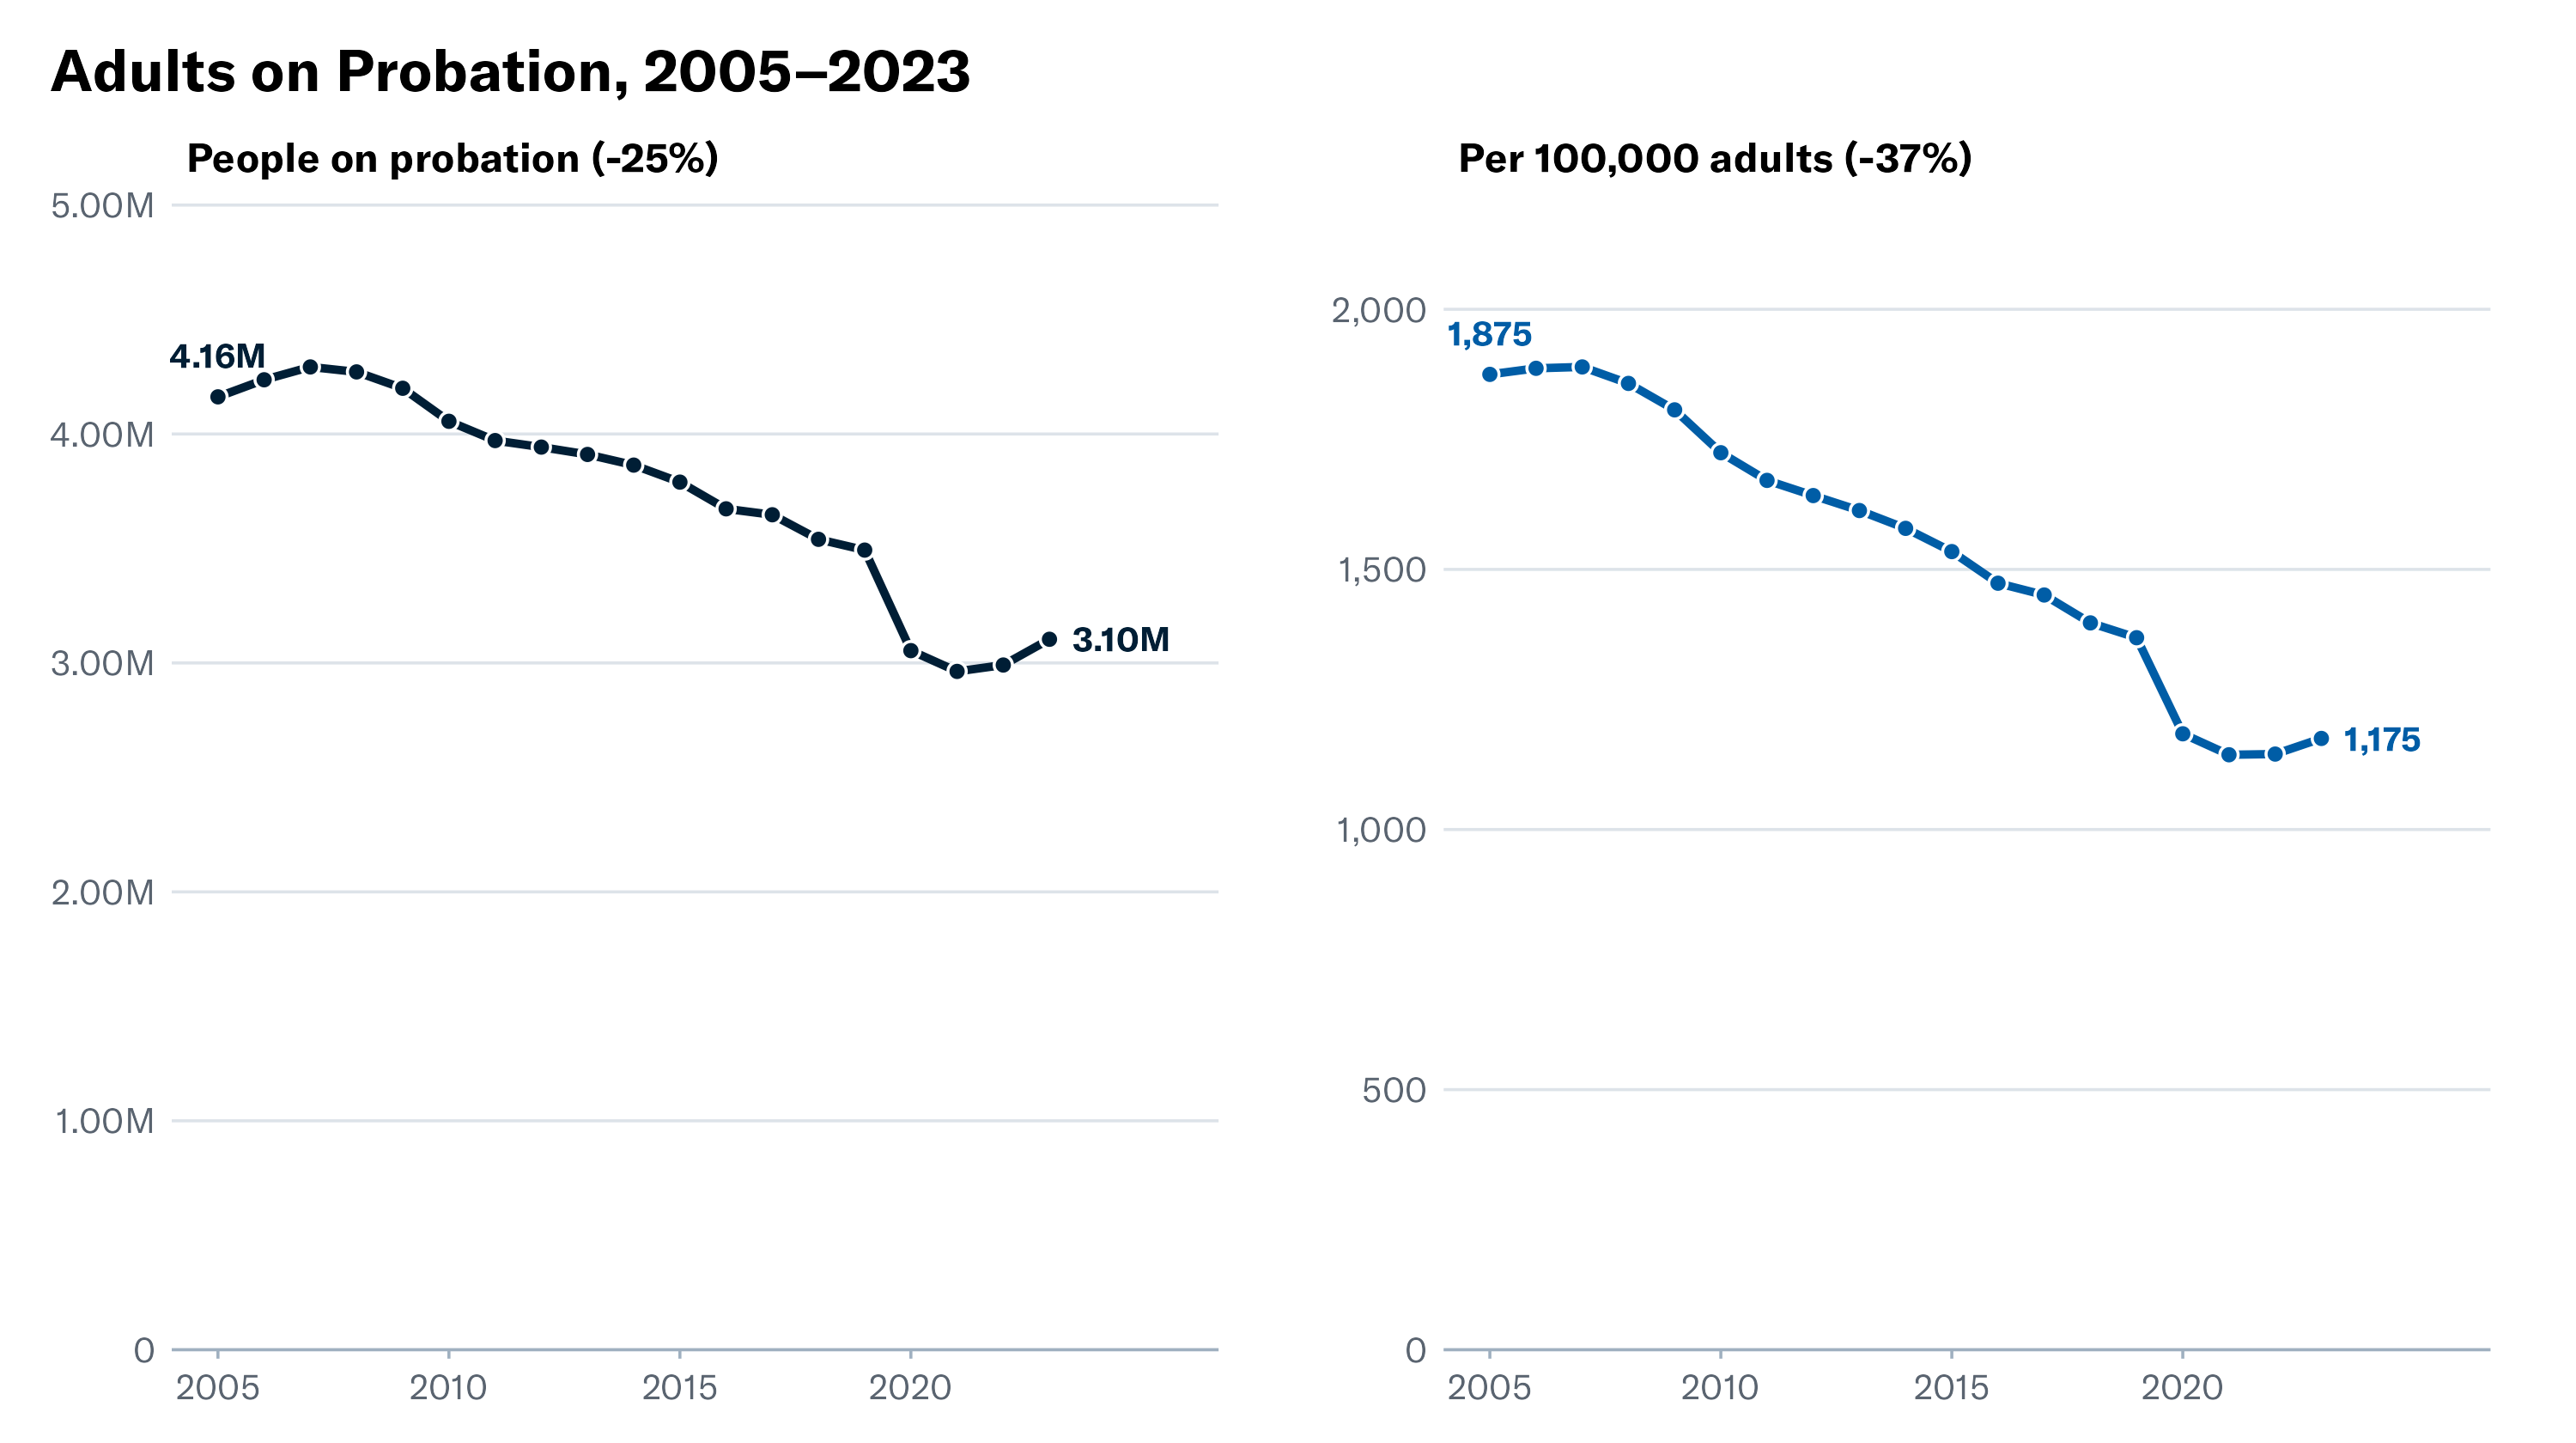 Adults on Probation, 2005–2023
People on probation (-25%)
5.00M
4.16M
4.00M
3.10M
3.00M
2.00M
1.00M
0
2005 2010 2015 2020
Per 100,000 adults (-37%)
2,000
1,875
1,500
1,175
1,000
500
0
2005 2010 2015 2020